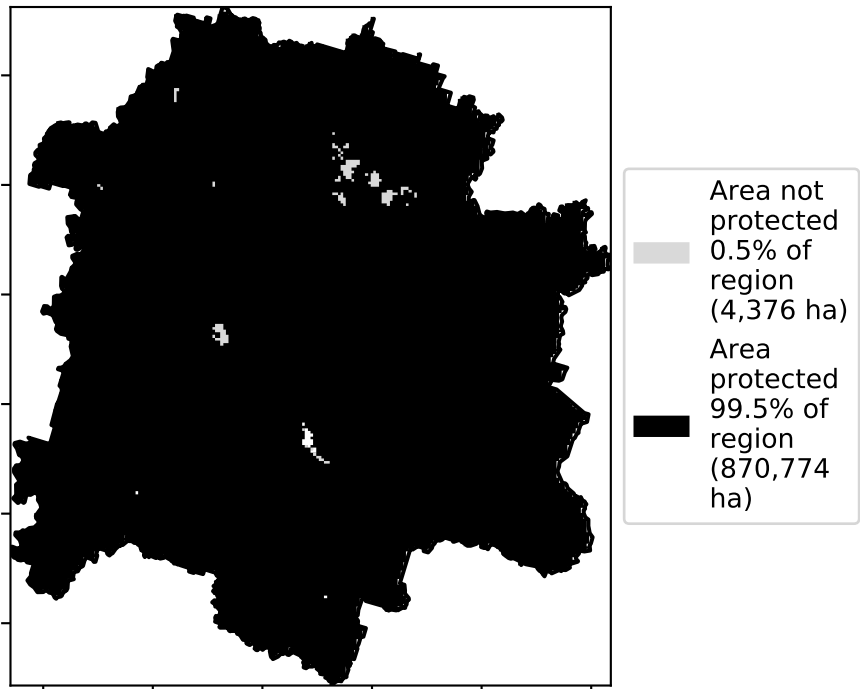 Area not
protected
0.5% of
region
(4,376 ha)
Area
protected
99.5% of
region
(870,774
ha)